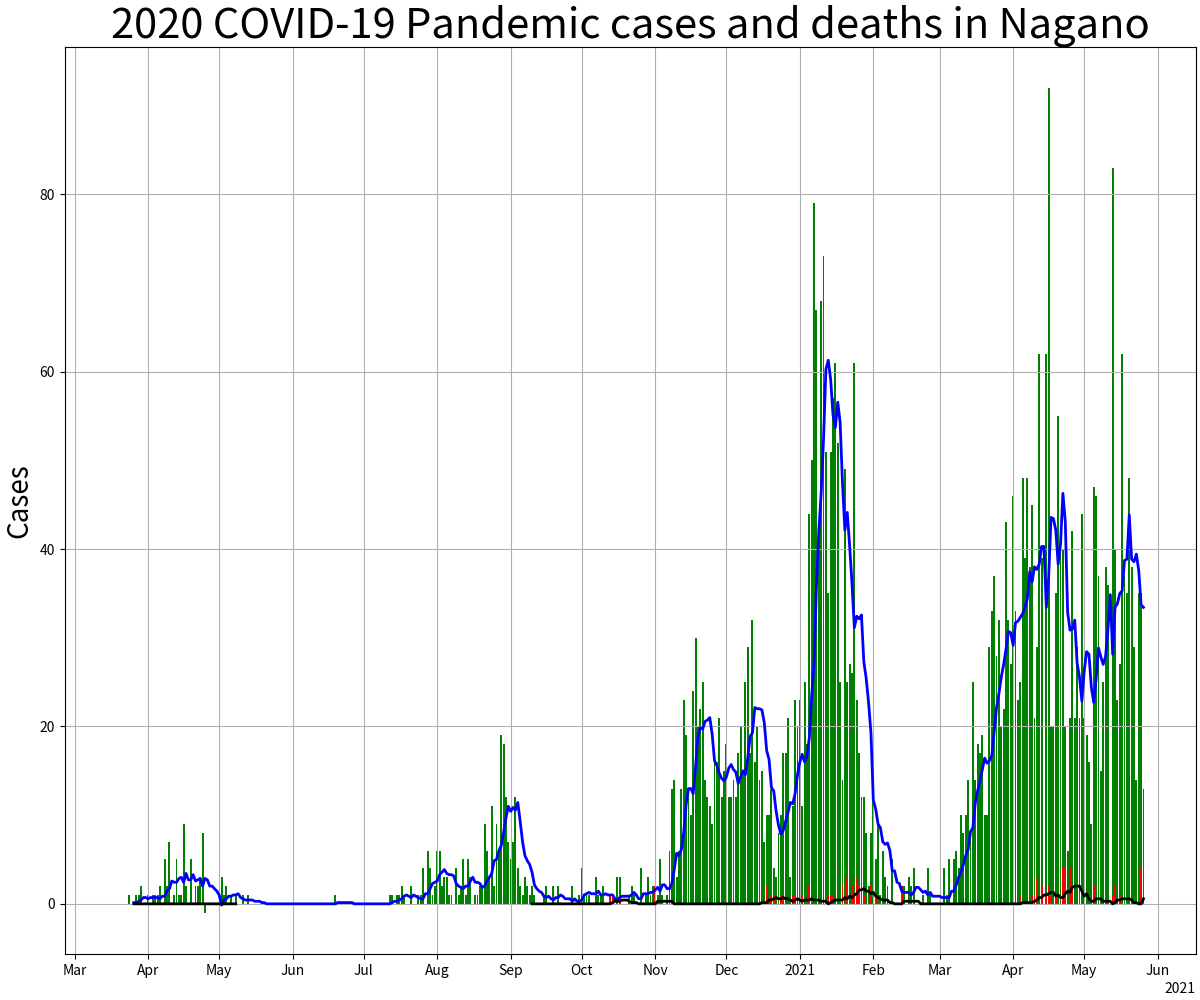 2020 COVID-19 Pandemic cases and deaths in Nagano
Cases
80
60
40
20
0
Mar Apr May Jun Jul Aug Sep Oct Nov Dec 2021 Feb Mar Apr May Jun
2021